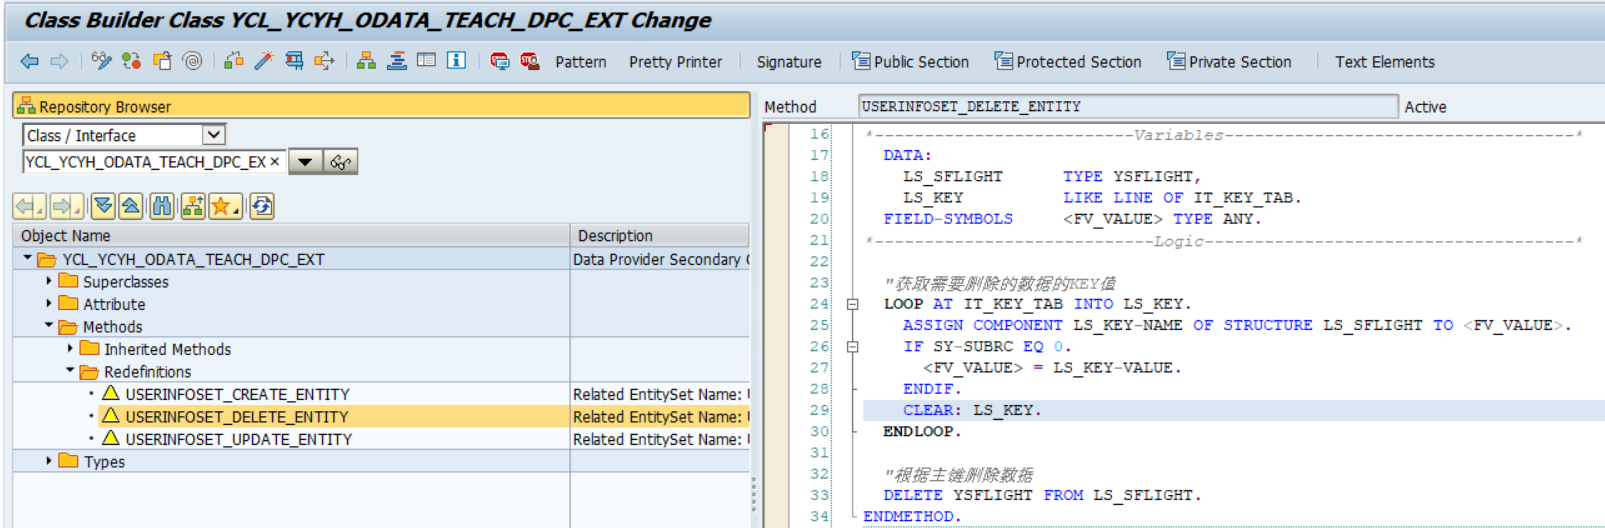 Class Builder Class YCL_YCYH_ODATA_TEACH_DPC_EXT Change
Pattern Pretty Printer Signature Public Section Protected Section Private Section Text Elements
Repository Browser
Class / Interface
YCL_YCYH_ODATA_TEACH_DPC_EX
Object Name Description
YCL_YCYH_ODATA_TEACH_DPC_EXT Data Provider Secondary
Superclasses
Attribute
Methods
Inherited Methods
Redefinitions
USERINFOSET_CREATE_ENTITY Related EntitySet Name:
USERINFOSET_DELETE_ENTITY Related EntitySet Name:
USERINFOSET_UPDATE_ENTITY Related EntitySet Name:
Types
Method USERINFOSET_DELETE_ENTITY Active
16 *----------------------------Variables-------------------------------------*
17 DATA:
18 LS_SFLIGHT TYPE YSFLIGHT,
19 LS_KEY LIKE LINE OF IT_KEY_TAB.
20 FIELD-SYMBOLS <FV_VALUE> TYPE ANY.
21 *------------------------------Logic---------------------------------------*
22
23 "获取需要删除的数据的KEY值
24 LOOP AT IT_KEY_TAB INTO LS_KEY.
25 ASSIGN COMPONENT LS_KEY-NAME OF STRUCTURE LS_SFLIGHT TO <FV_VALUE>.
26 IF SY-SUBRC EQ 0.
27 <FV_VALUE> = LS_KEY-VALUE.
28 ENDIF.
29 CLEAR: LS_KEY.
30 ENDLOOP.
31
32 "根据主键删除数据
33 DELETE YSFLIGHT FROM LS_SFLIGHT.
34 ENDMETHOD.